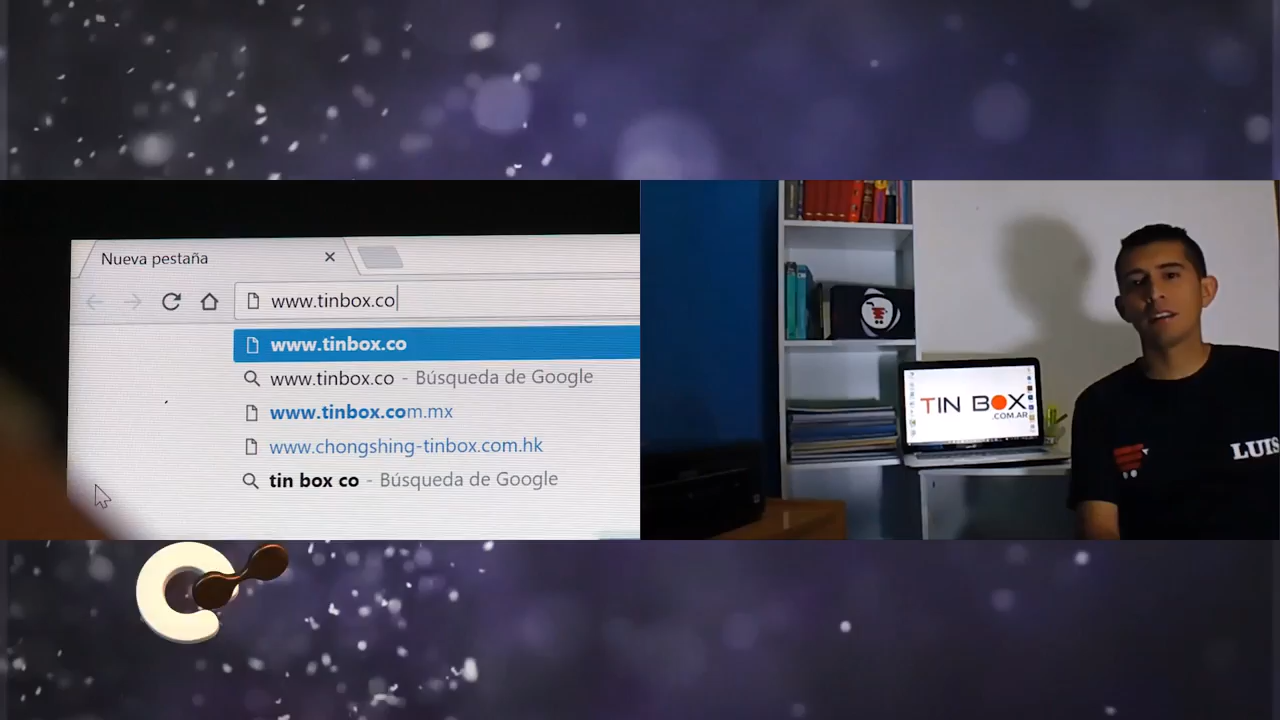 Nueva pestaña
www.tinbox.co
www.tinbox.co
www.tinbox.co - Búsqueda de Google
www.tinbox.com.mx
www.chongshing-tinbox.com.hk
tin box co - Búsqueda de Google
TIN BOX
.COM.AR
LUIS